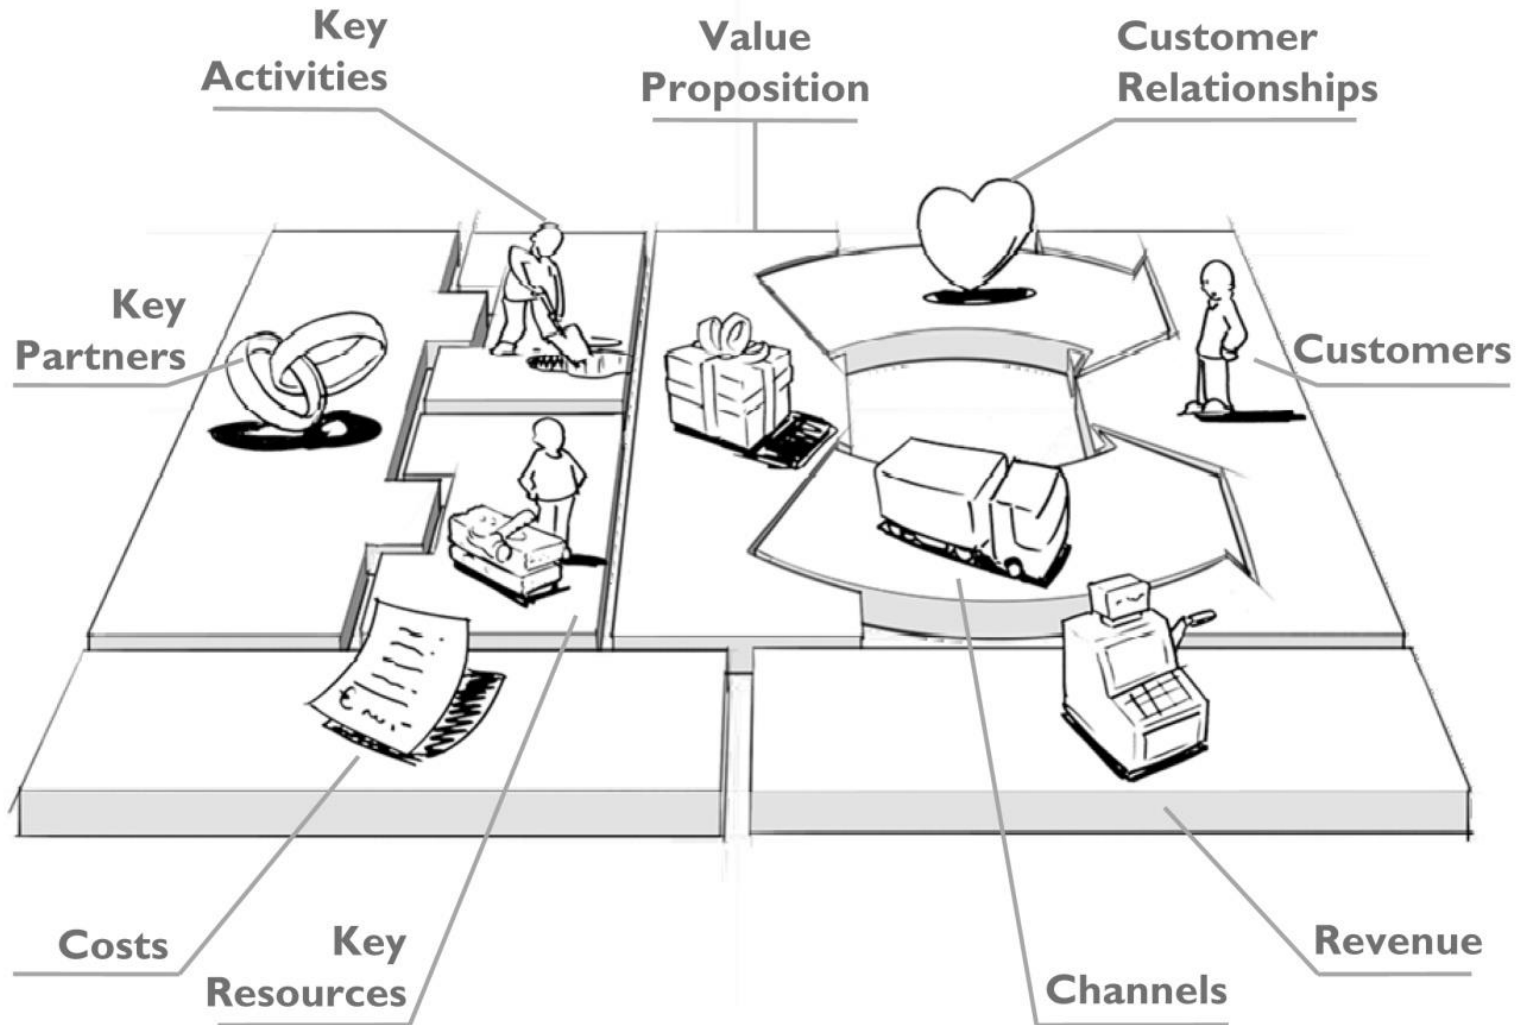 Key
Activities
Value
Proposition
Customer
Relationships
Key
Partners
Customers
Costs
Key
Resources
Channels
Revenue